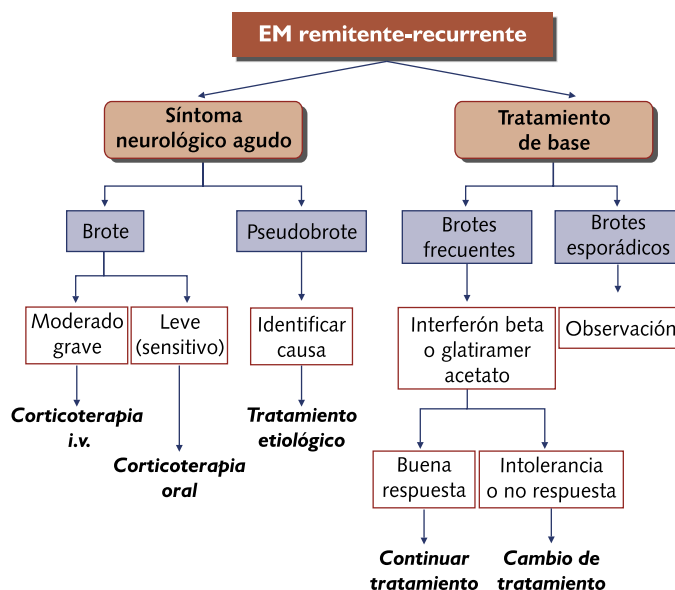 EM remitente-recurrente
Síntoma
neurológico agudo
Tratamiento
de base
Brote
Pseudobrote
Brotes
frecuentes
Brotes
esporádicos
Moderado
grave
Leve
(sensitivo)
Identificar
causa
Interferón beta
o glatiramer
acetato
Observación
Corticoterapia
i.v.
Corticoterapia
oral
Tratamiento
etiológico
Buena
respuesta
Intolerancia
o no respuesta
Continuar
tratamiento
Cambio de
tratamiento